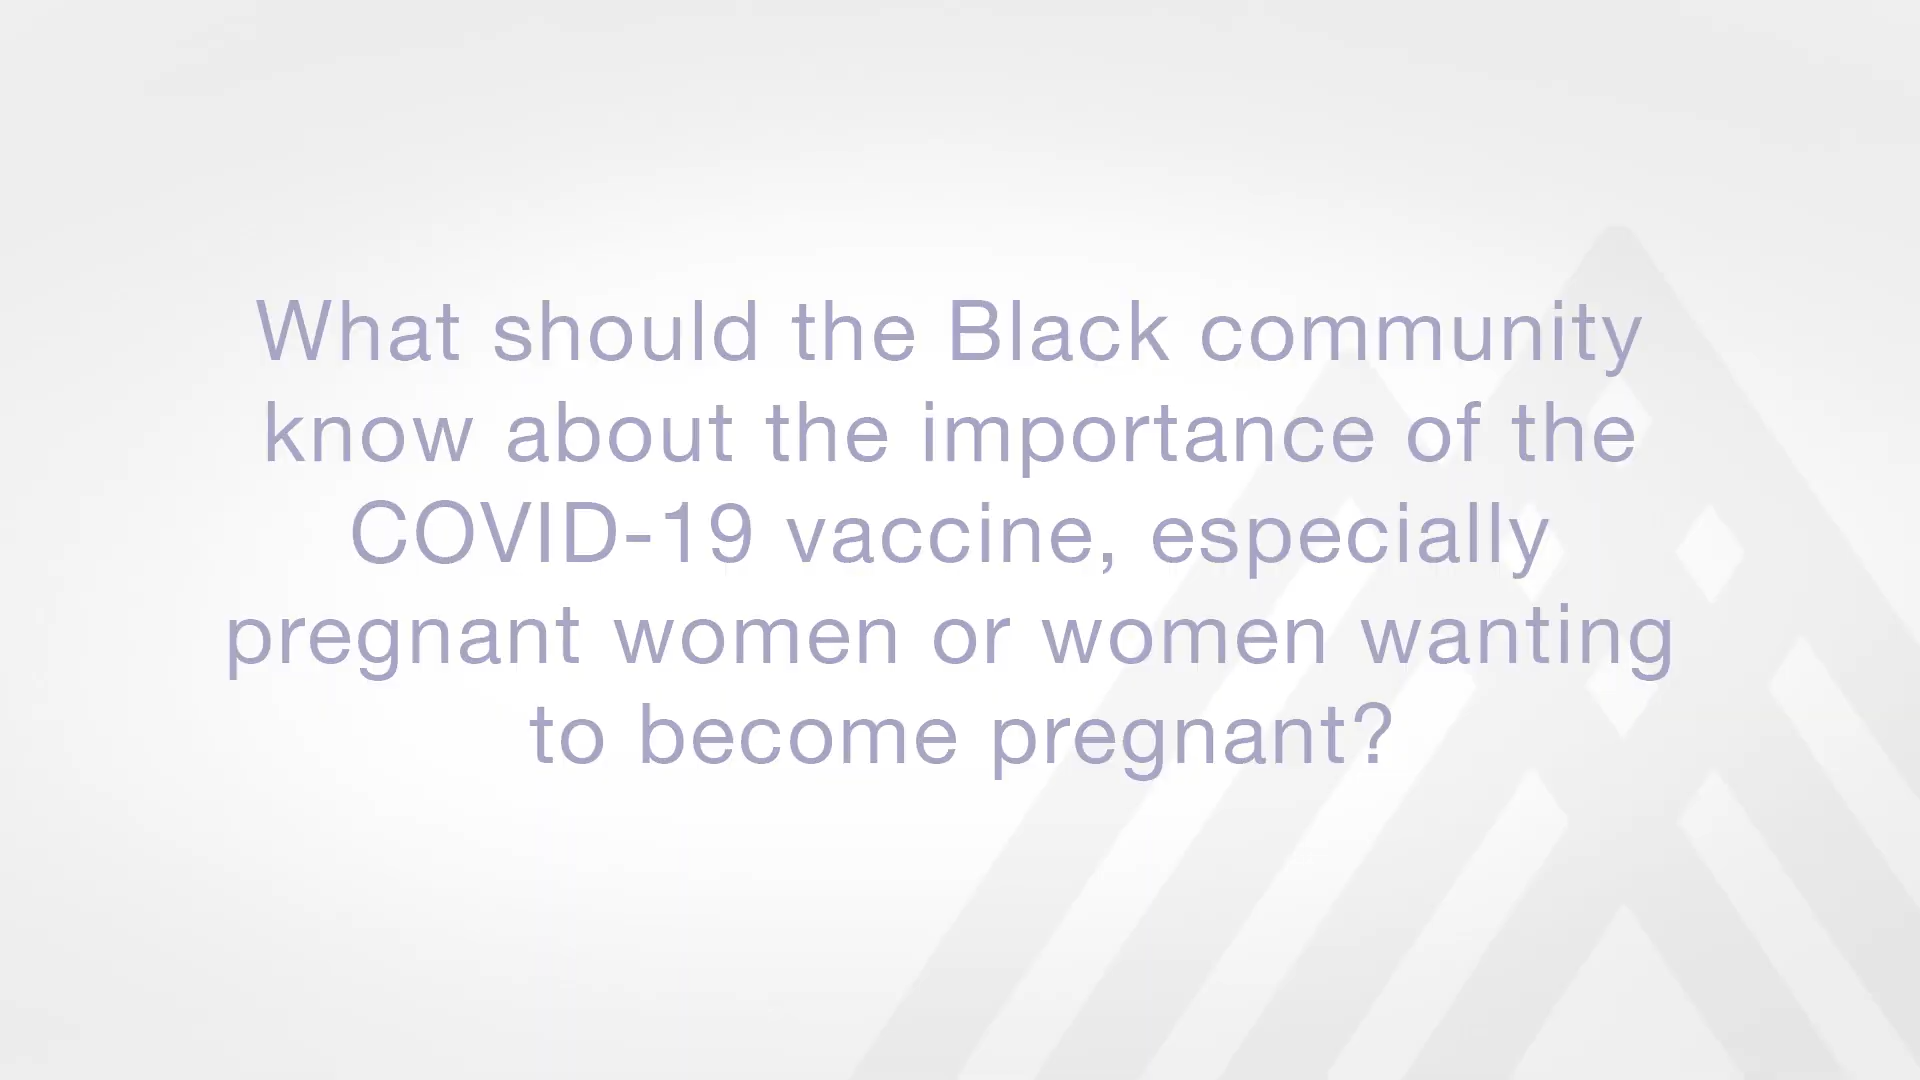 What should the Black community
know about the importance of the
COVID-19 vaccine, especially
pregnant women or women wanting
to become pregnant?